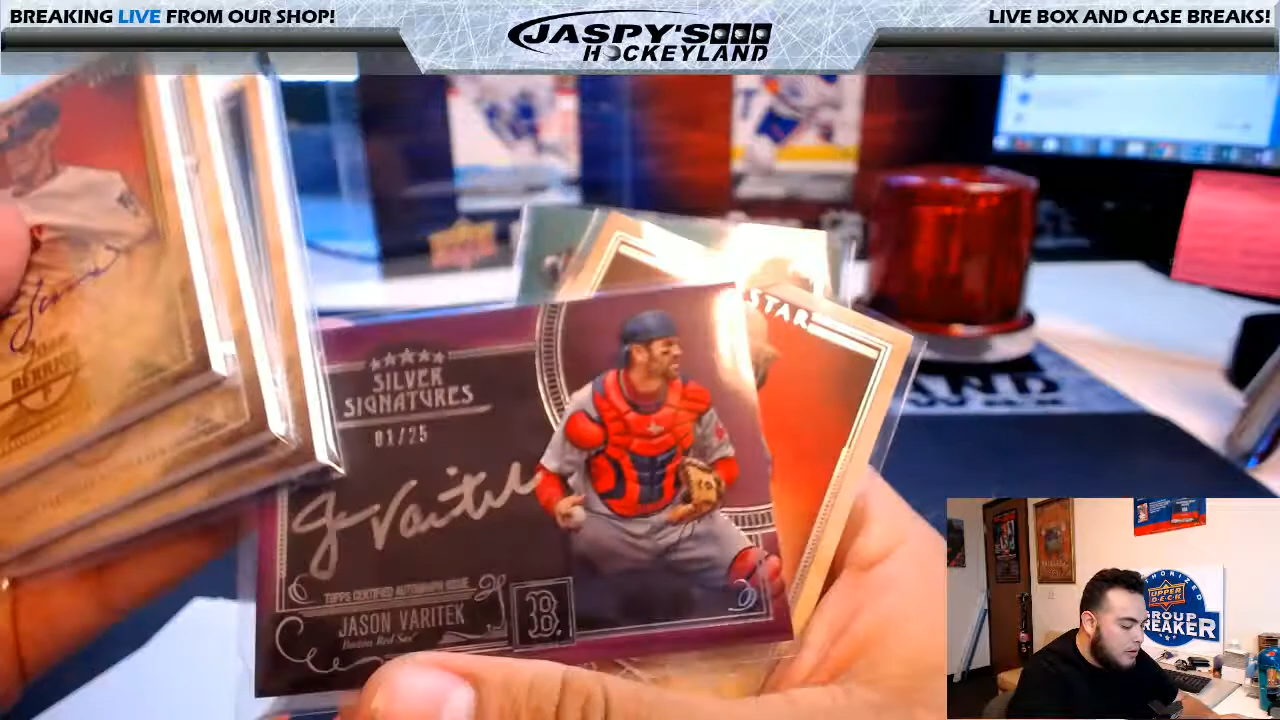 BREAKING LIVE FROM OUR SHOP!
JASPY'S
HOCKEYLAND
LIVE BOX AND CASE BREAKS!
STAR
SILVER
SIGNATURES
01/25
TOPPS CERTIFIED AUTOGRAPH ISSUE
JASON VARITEK
Boston Red Sox
B
UPPER DECK
GROUP
BREAKER